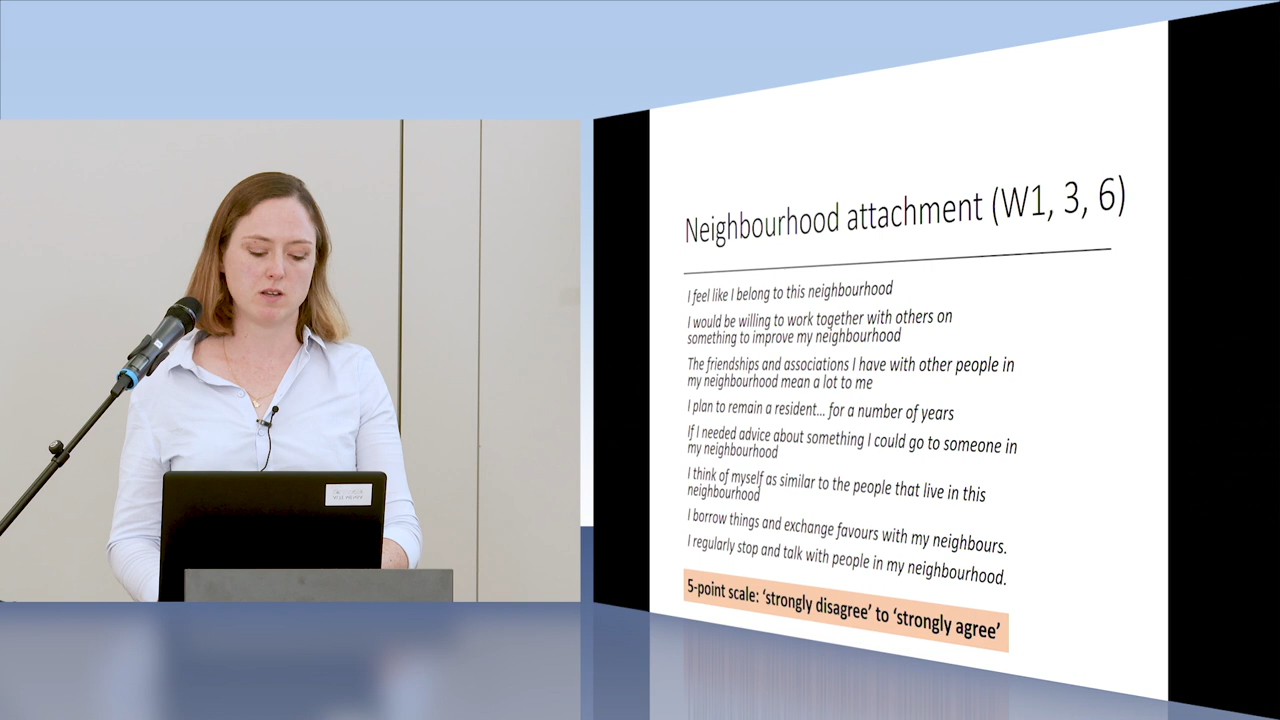 Neighbourhood attachment (W1, 3, 6)
I feel like I belong to this neighbourhood
I would be willing to work together with others on
something to improve my neighbourhood
The friendships and associations I have with other people in
my neighbourhood mean a lot to me
I plan to remain a resident... for a number of years
If I needed advice about something I could go to someone in
my neighbourhood
I think of myself as similar to the people that live in this
neighbourhood
I borrow things and exchange favours with my neighbours.
I regularly stop and talk with people in my neighbourhood.
5-point scale: ‘strongly disagree’ to ‘strongly agree’